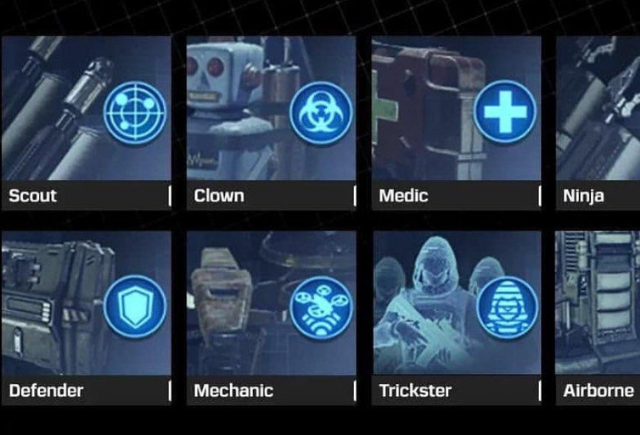 Scout
Clown
Medic
Ninja
Defender
Mechanic
Trickster
Airborne